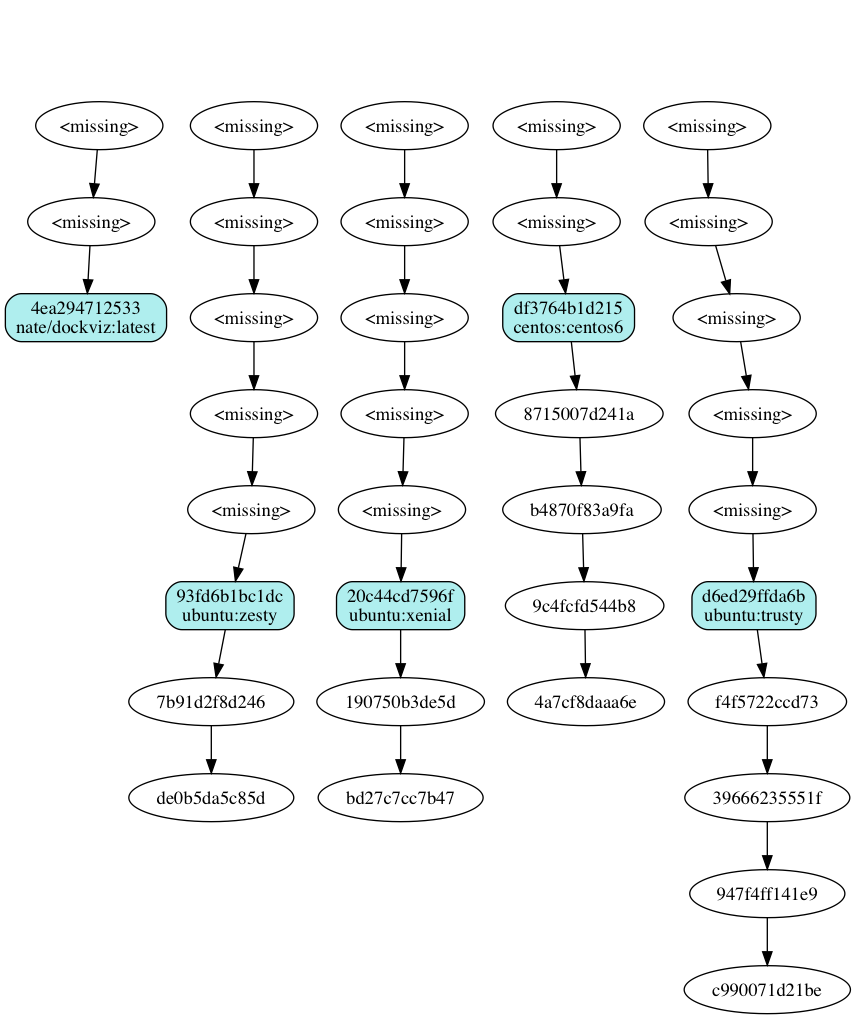 <missing>
<missing>
<missing>
<missing>
<missing>
<missing>
<missing>
<missing>
<missing>
<missing>
4ea294712533
nate/dockviz:latest
<missing>
<missing>
df3764b1d215
centos:centos6
<missing>
<missing>
<missing>
8715007d241a
<missing>
<missing>
<missing>
b4870f83a9fa
<missing>
93fd6b1bc1dc
ubuntu:zesty
20c44cd7596f
ubuntu:xenial
9c4fcfd544b8
d6ed29ffda6b
ubuntu:trusty
7b91d2f8d246
190750b3de5d
4a7cf8daaa6e
f4f5722ccd73
de0b5da5c85d
bd27c7cc7b47
39666235551f
947f4ff141e9
c990071d21be